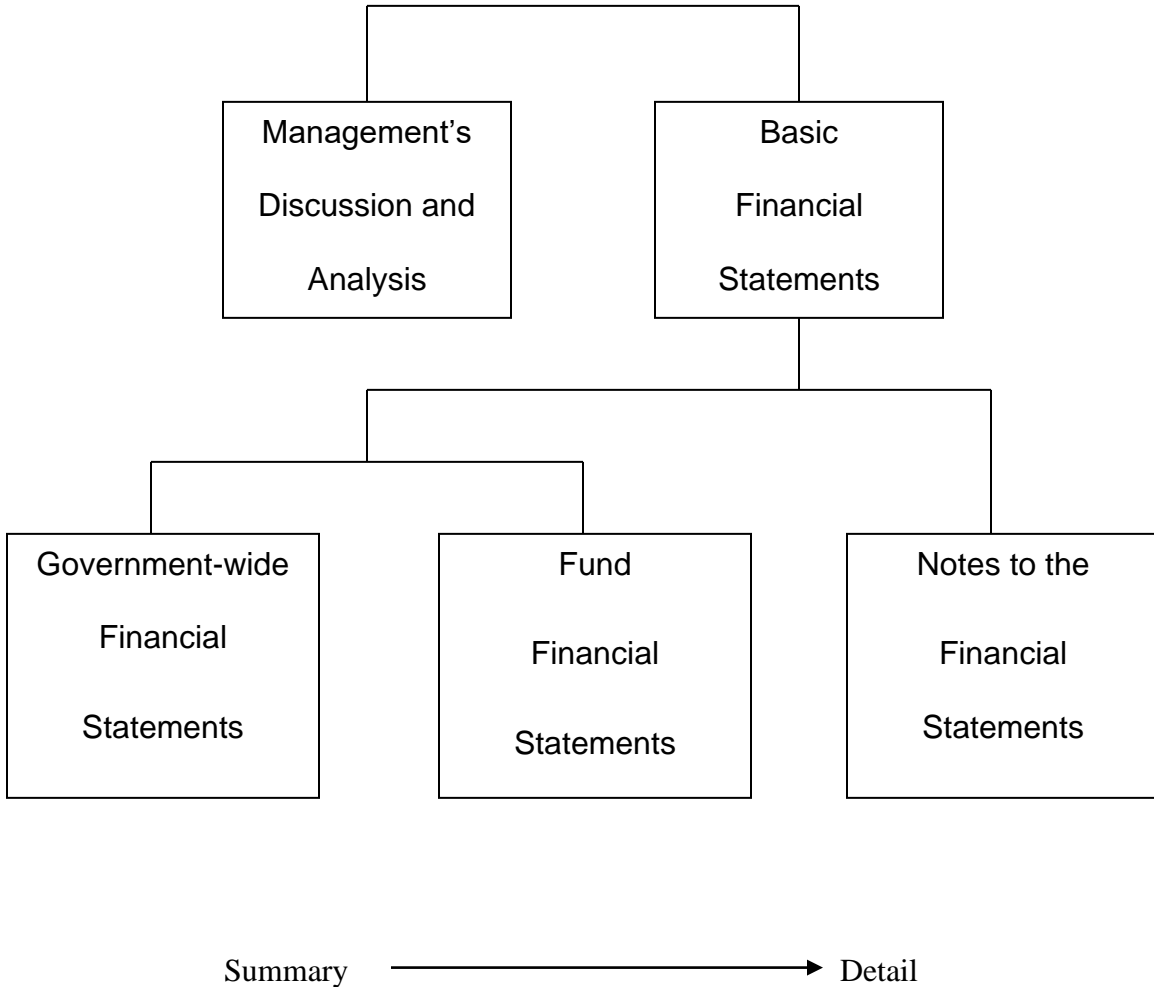 Management’s
Discussion and
Analysis
Basic
Financial
Statements
Government-wide
Financial
Statements
Fund
Financial
Statements
Notes to the
Financial
Statements
Summary
Detail